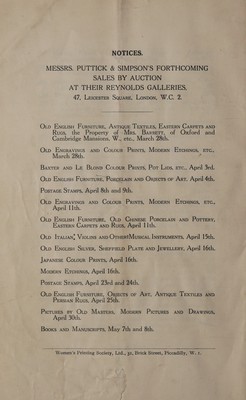 NOTICES.
MESSRS. PUTTICK & SIMPSON'S FORTHCOMING
SALES BY AUCTION
AT THEIR REYNOLDS GALLERIES,
47, Leicester Square, London, W.C. 2.
Old English Furniture, Antique Textiles, Eastern Carpets and
Rugs, the Property of Mrs. Barnett, of Oxford and
Cambridge Mansions, W., etc., March 28th.
Old Engravings and Colour Prints, Modern Etchings, etc.,
March 28th.
Baxter and Le Blond Colour Prints, Pot Lids, etc., April 3rd.
Old English Furniture, Porcelain and Objects of Art, April 4th.
Postage Stamps, April 8th and 9th.
Old Engravings and Colour Prints, Modern Etchings, etc.,
April 11th.
Old English Furniture, Old Chinese Porcelain and Pottery,
Eastern Carpets and Rugs, April 11th.
Old Italian Violins and Other Musical Instruments, April 15th.
Old English Silver, Sheffield Plate and Jewellery, April 16th.
Japanese Colour Prints, April 16th.
Modern Etchings, April 16th.
Postage Stamps, April 23rd and 24th.
Old English Furniture, Objects of Art, Antique Textiles and
Persian Rugs, April 25th.
Pictures by Old Masters, Modern Pictures and Drawings,
April 30th.
Books and Manuscripts, May 7th and 8th.
Women's Printing Society, Ltd., 31, Brick Street, Piccadilly, W. 1.